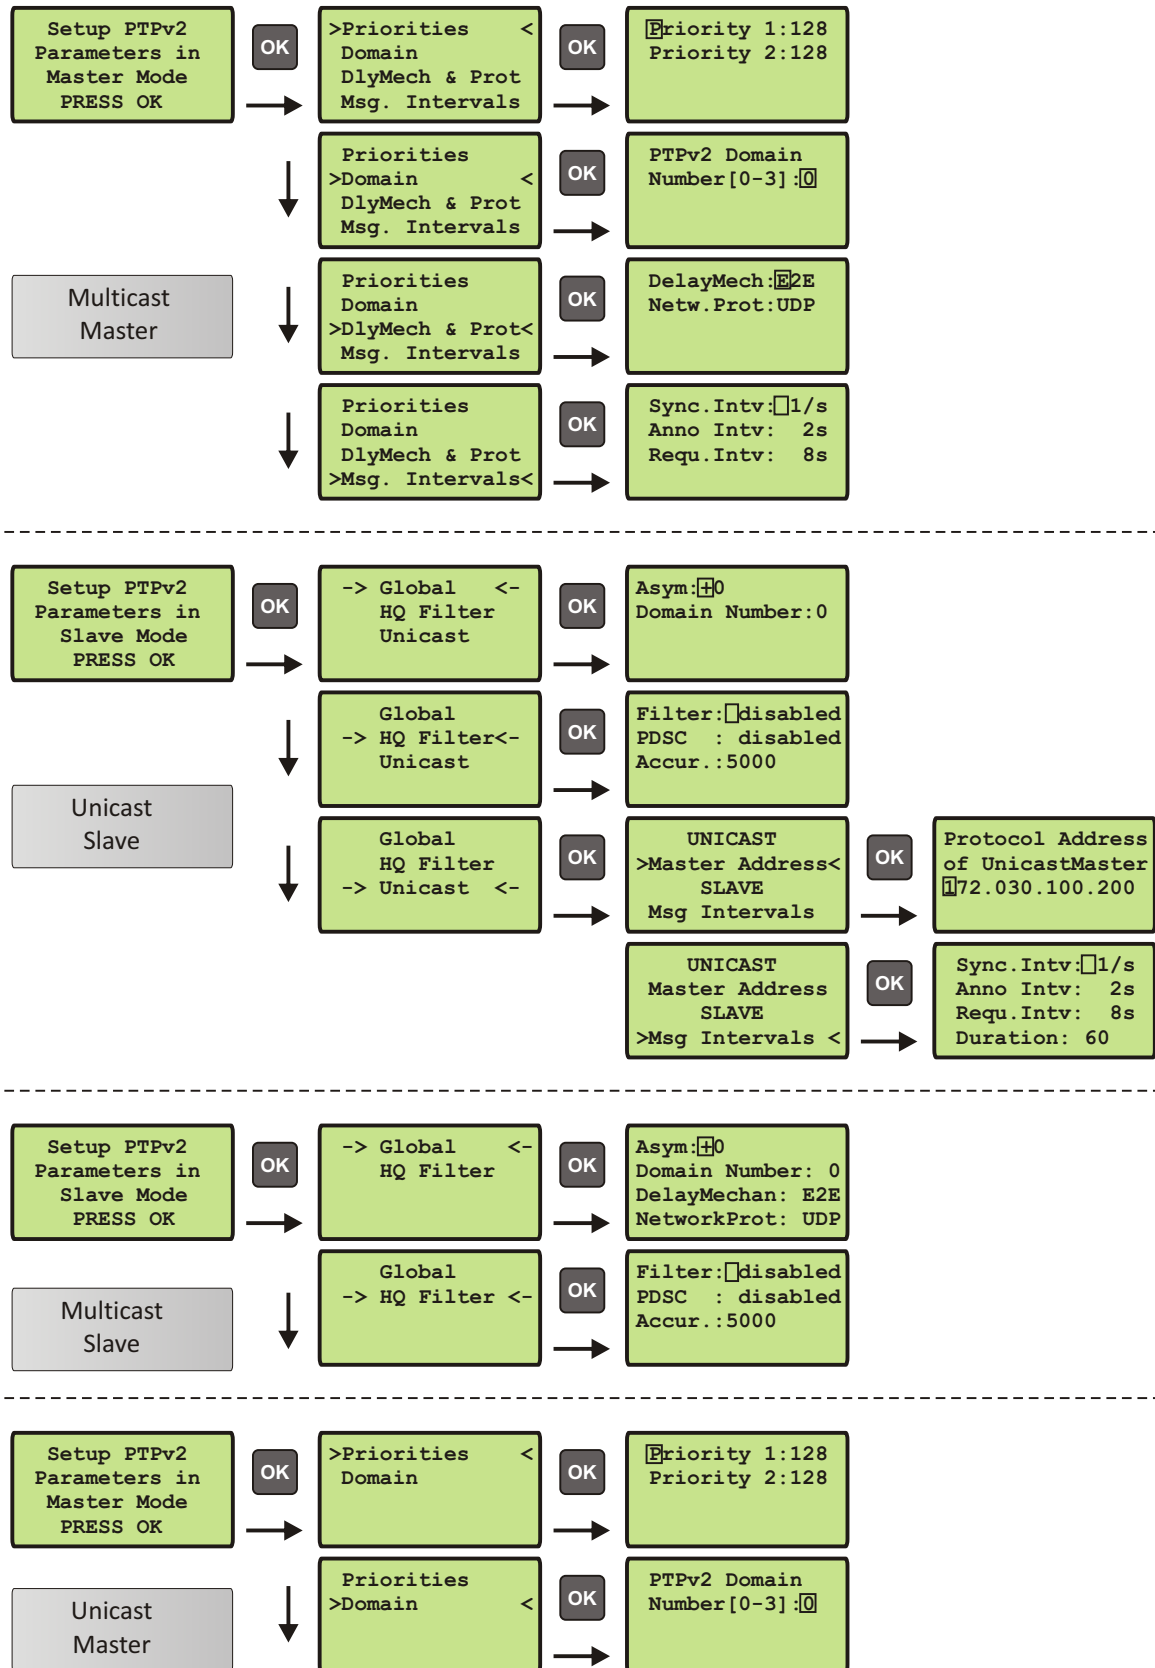 Setup PTPv2
Parameters in
Master Mode
PRESS OK
OK
>Priorities <
Domain
DlyMech & Prot
Msg. Intervals
OK
Priority 1:128
Priority 2:128
Priorities
>Domain <
DlyMech & Prot
Msg. Intervals
OK
PTPv2 Domain
Number[0-3]:0
Multicast
Master
Priorities
Domain
>DlyMech & Prot<
Msg. Intervals
OK
DelayMech:E2E
Netw.Prot:UDP
Priorities
Domain
DlyMech & Prot
>Msg. Intervals<
OK
Sync.Intv: 1/s
Anno Intv: 2s
Requ.Intv: 8s
Setup PTPv2
Parameters in
Slave Mode
PRESS OK
OK
-> Global <-
HQ Filter
Unicast
OK
Asym:+0
Domain Number:0
Global
-> HQ Filter<-
Unicast
OK
Filter: disabled
PDSC : disabled
Accur.:5000
Unicast
Slave
Global
HQ Filter
-> Unicast <-
OK
UNICAST
>Master Address<
SLAVE
Msg Intervals
OK
Protocol Address
of UnicastMaster
172.030.100.200
UNICAST
Master Address
SLAVE
>Msg Intervals <
OK
Sync.Intv: 1/s
Anno Intv: 2s
Requ.Intv: 8s
Duration: 60
Setup PTPv2
Parameters in
Slave Mode
PRESS OK
OK
-> Global <-
HQ Filter
OK
Asym:+0
Domain Number: 0
DelayMechan: E2E
NetworkProt: UDP
Multicast
Slave
Global
-> HQ Filter <-
OK
Filter: disabled
PDSC : disabled
Accur.:5000
Setup PTPv2
Parameters in
Master Mode
PRESS OK
OK
>Priorities <
Domain
OK
Priority 1:128
Priority 2:128
Unicast
Master
Priorities
>Domain <
OK
PTPv2 Domain
Number[0-3]:0